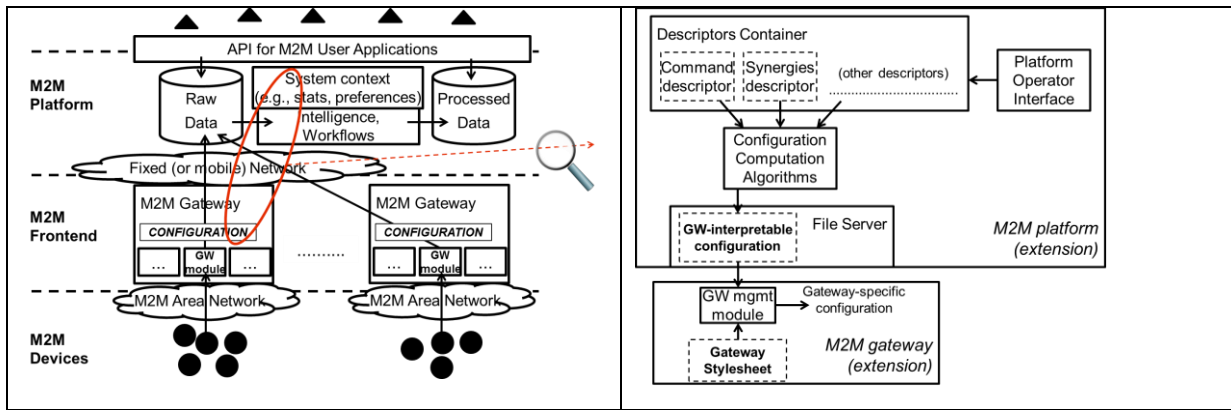 API for M2M User Applications
M2M
Platform
Raw
Data
System context
(e.g., stats, preferences)
Intelligence,
Workflows
Processed
Data
Fixed (or mobile) Network
M2M
Frontend
M2M Gateway
CONFIGURATION
...
GW
module
...
..........
M2M Gateway
CONFIGURATION
...
GW
module
...
M2M Area Network
M2M Area Network
M2M
Devices
Descriptors Container
Command
descriptor
Synergies
descriptor
(other descriptors)
..............................
Platform
Operator
Interface
Configuration
Computation
Algorithms
File Server
GW-interpretable
configuration
M2M platform
(extension)
GW mgmt
module
Gateway-specific
configuration
Gateway
Stylesheet
M2M gateway
(extension)